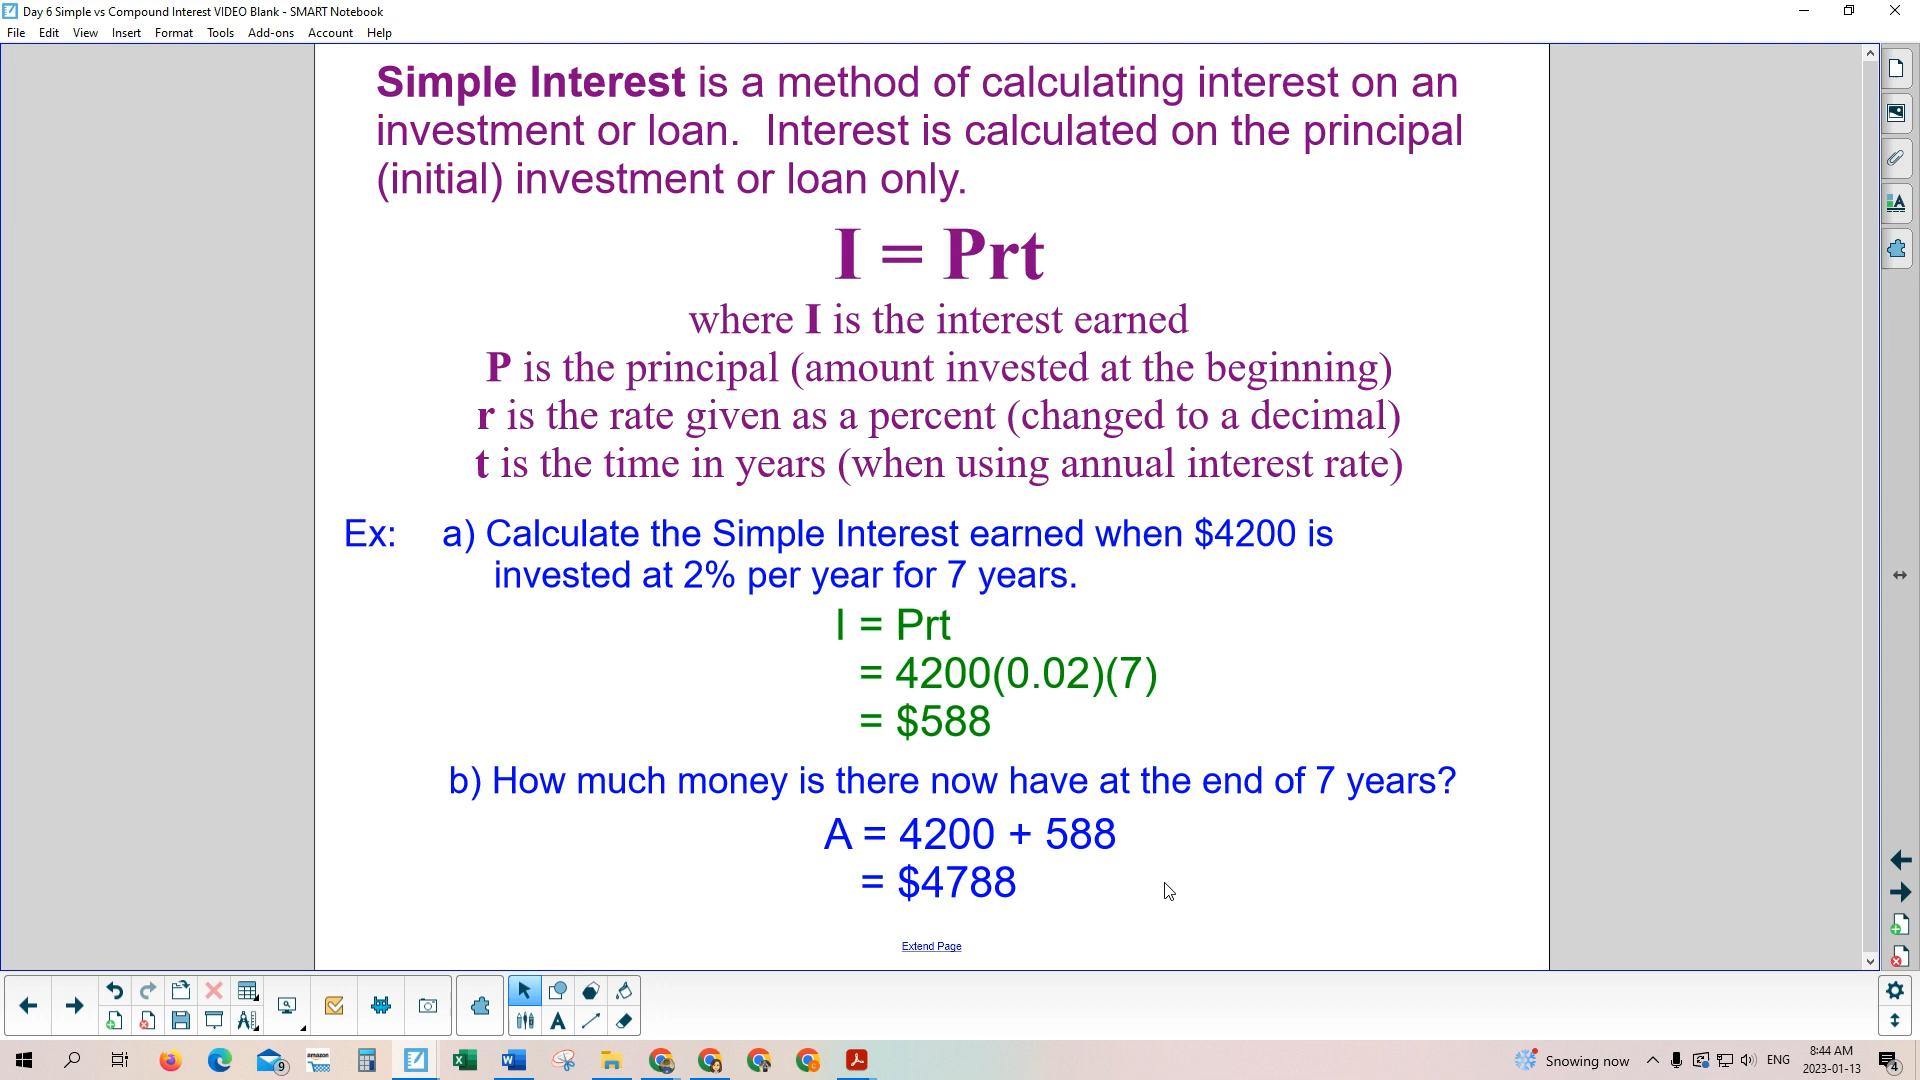 Day 6 Simple vs Compound Interest VIDEO Blank - SMART Notebook
File Edit View Insert Format Tools Add-ons Account Help
Simple Interest is a method of calculating interest on an
investment or loan. Interest is calculated on the principal
(initial) investment or loan only.
I = Prt
where I is the interest earned
P is the principal (amount invested at the beginning)
r is the rate given as a percent (changed to a decimal)
t is the time in years (when using annual interest rate)
Ex: a) Calculate the Simple Interest earned when $4200 is
invested at 2% per year for 7 years.
I = Prt
= 4200(0.02)(7)
= $588
b) How much money is there now have at the end of 7 years?
A = 4200 + 588
= $4788
Extend Page
9
amazon
Snowing now
ENG
8:44 AM
2023-01-13
4